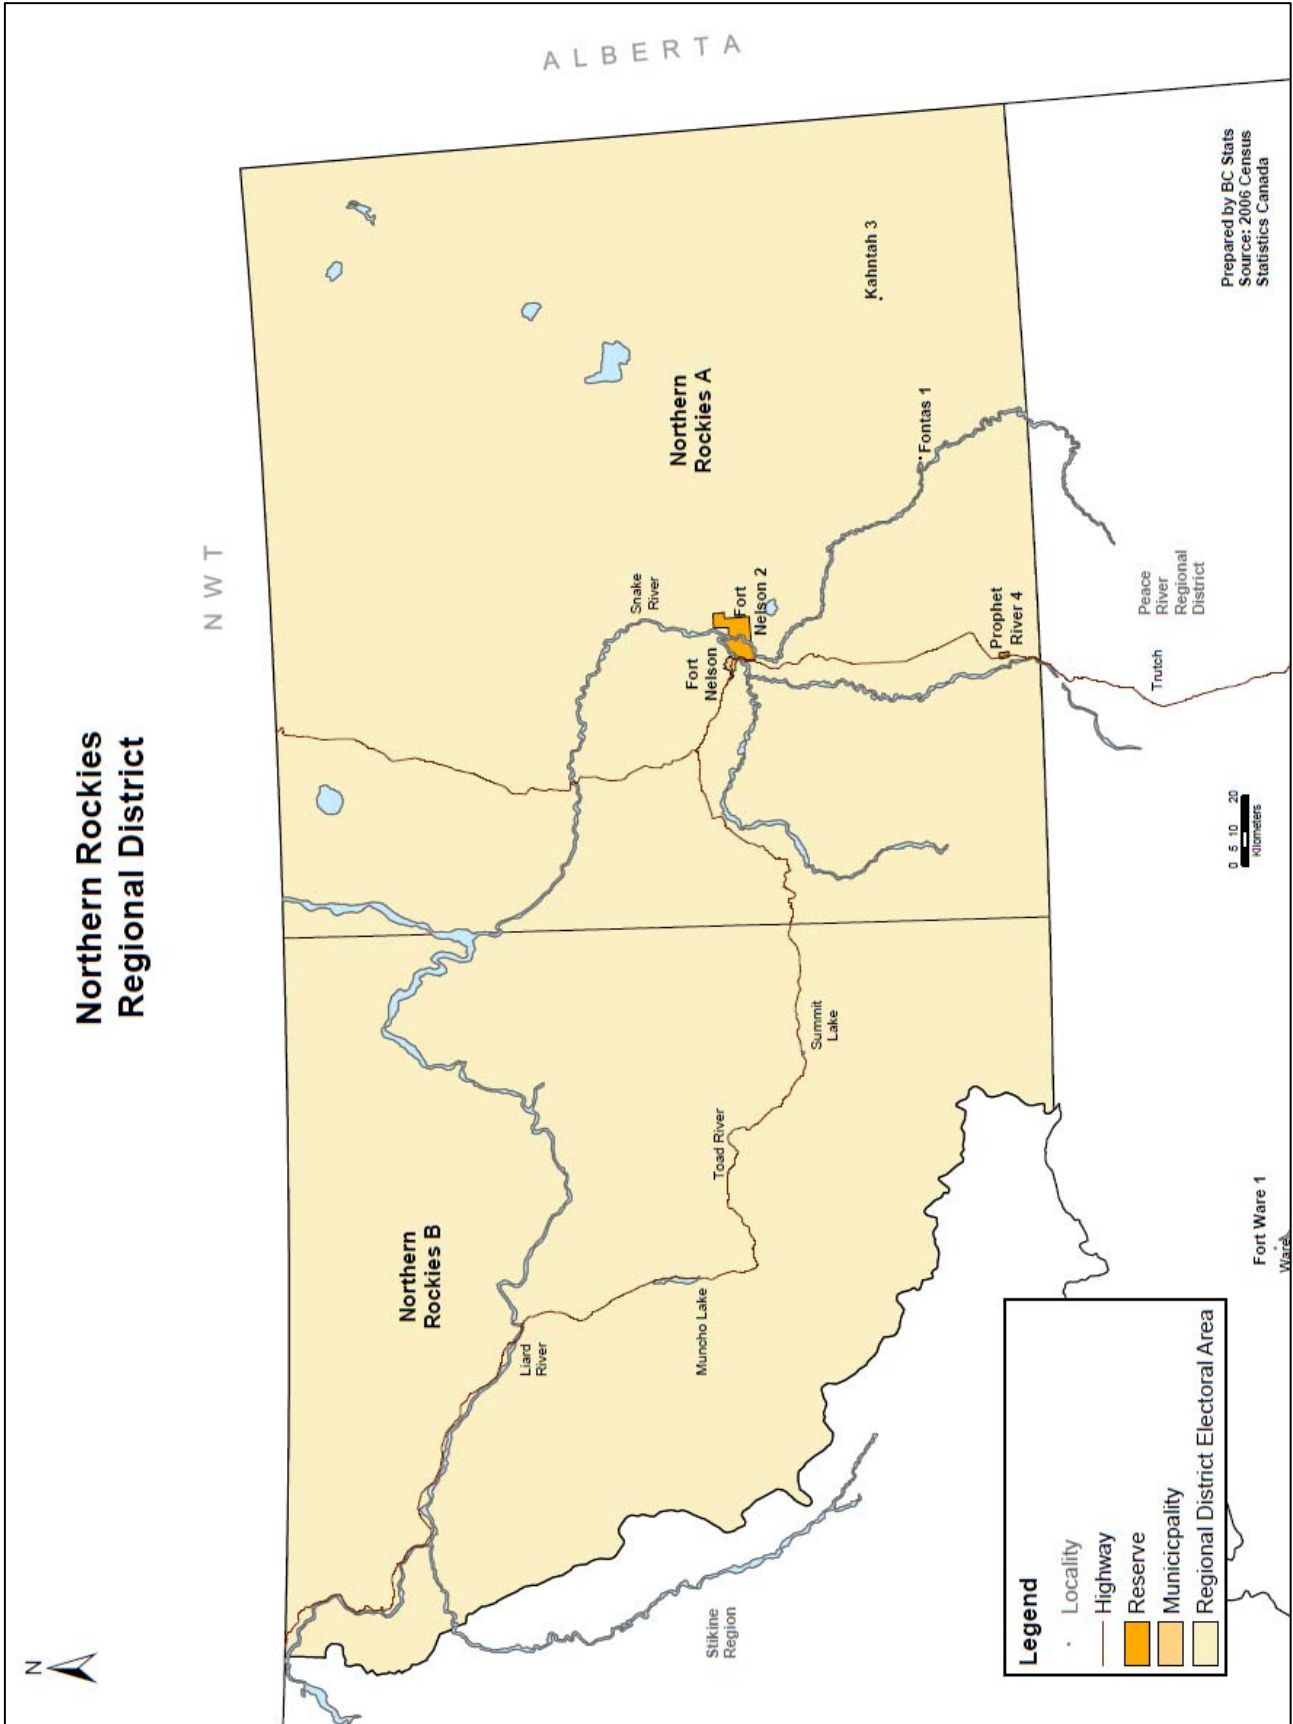 Northern Rockies
Regional District
N
N W T
A L B E R T A
Northern
Rockies B
Northern
Rockies A
Liard
River
Muncho Lake
Toad River
Summit
Lake
Snake
River
Fort
Nelson
Fort
Nelson 2
Fontas 1
Kahntah 3
Prophet
River 4
Trutch
Peace
River
Regional
District
Stikine
Region
Fort Ware 1
Ware
0 5 10 20
Kilometers
Legend
Locality
Highway
Reserve
Municicpality
Regional District Electoral Area
Prepared by BC Stats
Source: 2006 Census
Statistics Canada